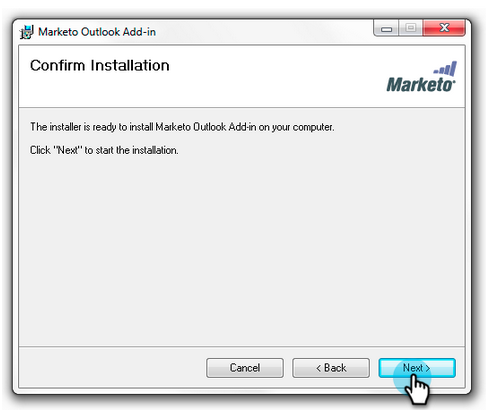 Marketo Outlook Add-in
Confirm Installation
Marketo
The installer is ready to install Marketo Outlook Add-in on your computer.
Click "Next" to start the installation.
Cancel
< Back
Next >